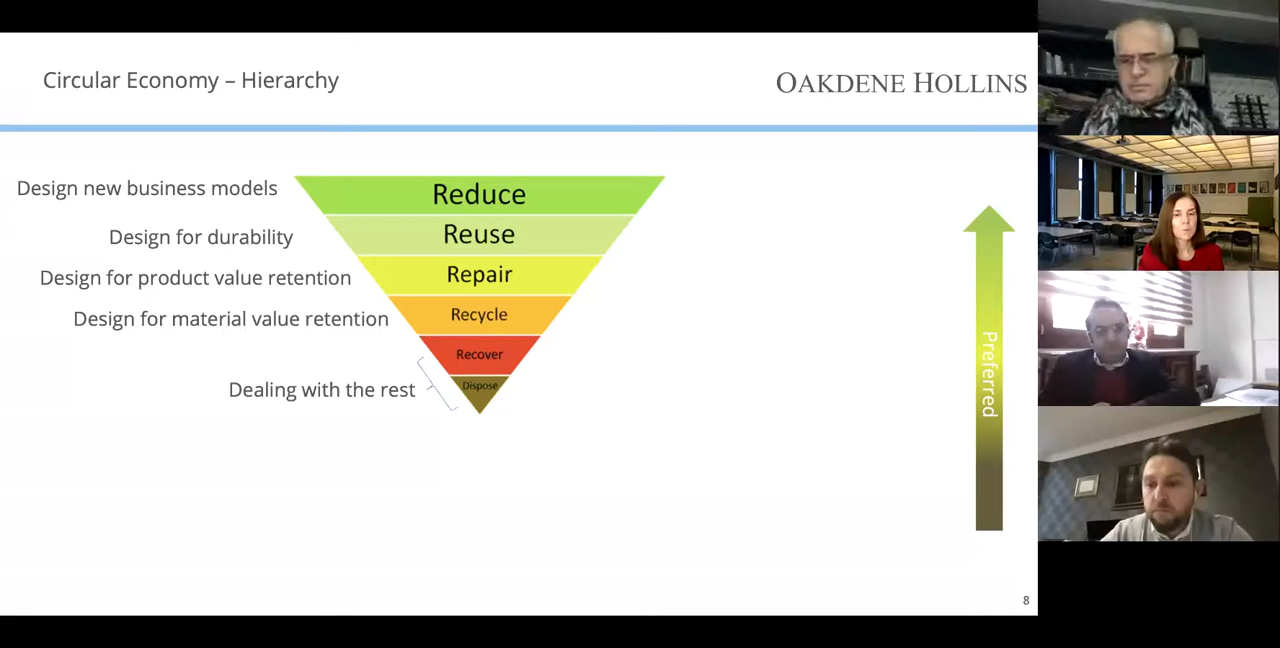 Circular Economy – Hierarchy
OAKDENE HOLLINS
Design new business models
Reduce
Design for durability
Reuse
Design for product value retention
Repair
Design for material value retention
Recycle
Recover
Dealing with the rest
Dispose
Preferred
8